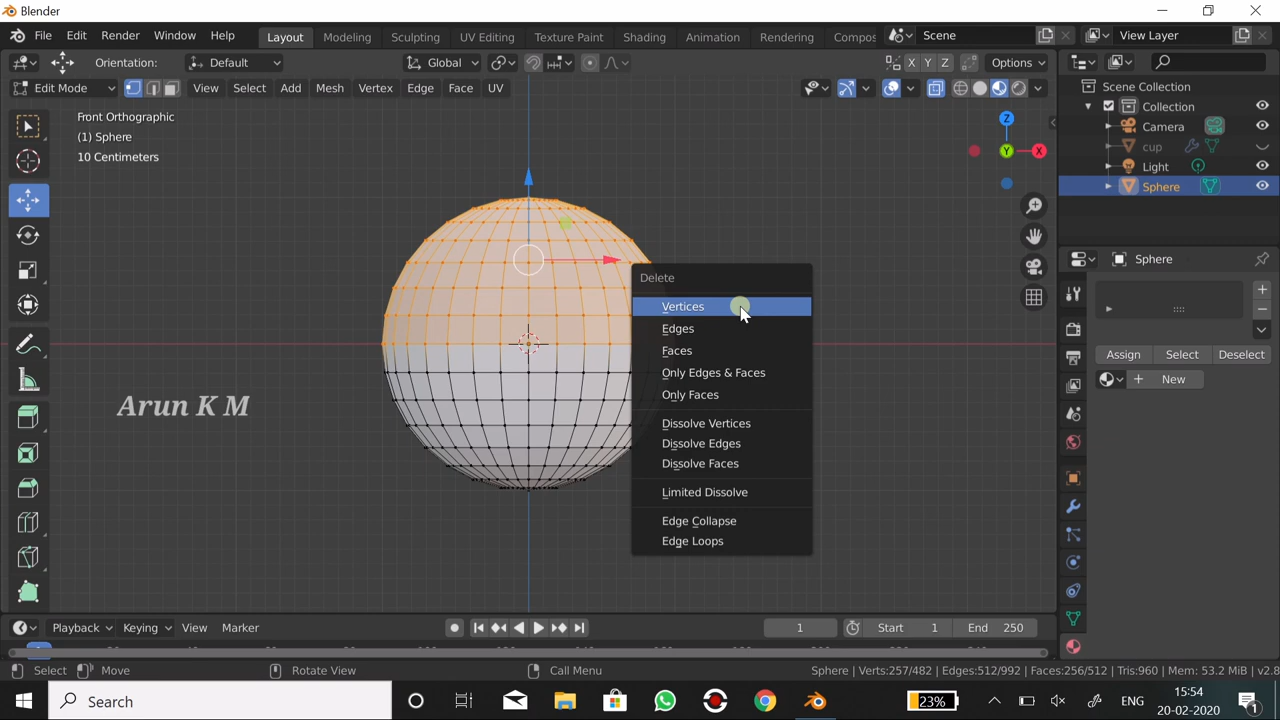 Blender
File Edit Render Window Help Layout Modeling Sculpting UV Editing Texture Paint Shading Animation Rendering Compos Scene View Layer
Orientation: Default Global X Y Z Options
Edit Mode View Select Add Mesh Vertex Edge Face UV
Scene Collection
Collection
Camera
cup
Light
Sphere
Front Orthographic
(1) Sphere
10 Centimeters
Z
Y X
Sphere
Delete
Vertices
Edges
Faces
Only Edges & Faces
Only Faces
Dissolve Vertices
Dissolve Edges
Dissolve Faces
Limited Dissolve
Edge Collapse
Edge Loops
Assign Select Deselect
New
Arun K M
Playback Keying View Marker 1 Start 1 End 250
Select Move Rotate View Call Menu Sphere | Verts:257/482 | Edges:512/992 | Faces:256/512 | Tris:960 | Mem: 53.2 MiB | v2.8
Search 23% ENG 15:54
20-02-2020 1